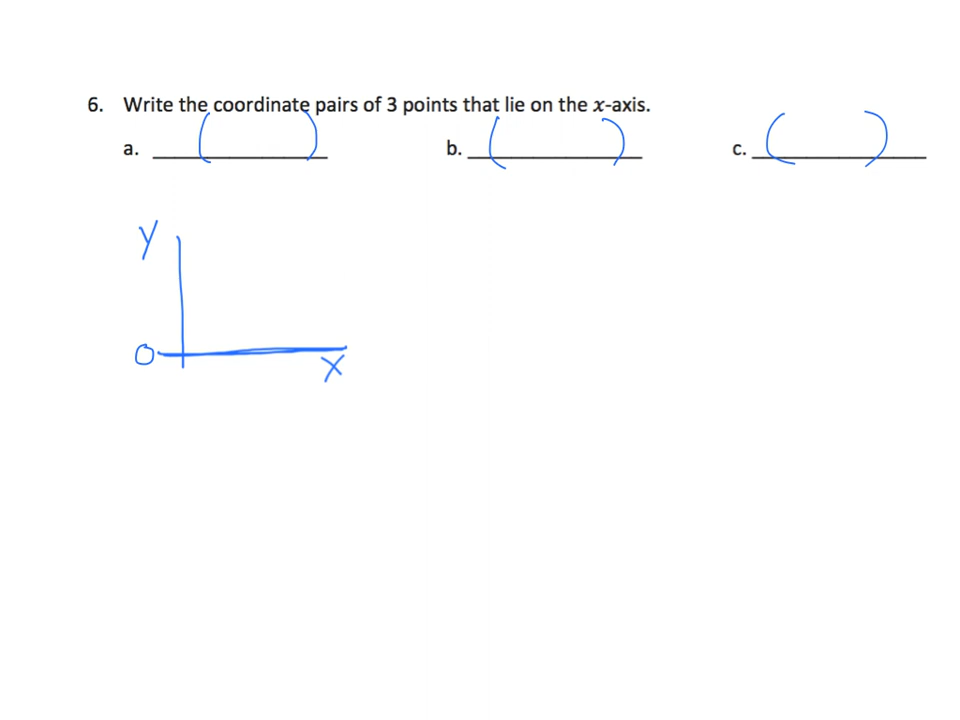 6. Write the coordinate pairs of 3 points that lie on the x-axis.
a. ( ) b. ( ) c. ( )
y
0
x